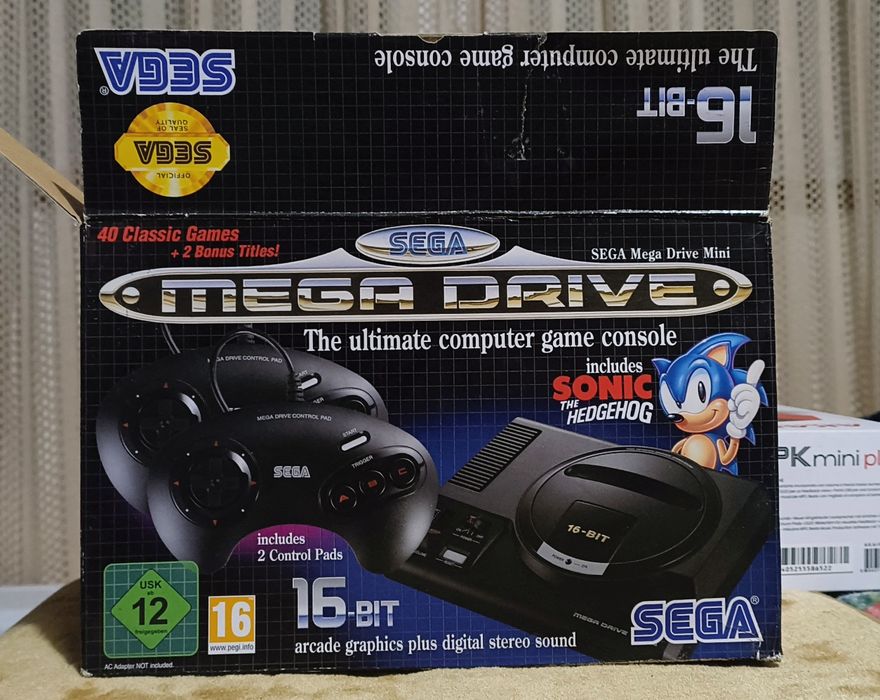 The ultimate computer game console
16-BIT
SEGA®
OFFICIAL
SEGA
SEAL OF
QUALITY
40 Classic Games
+ 2 Bonus Titles!
SEGA
SEGA Mega Drive Mini
MEGA DRIVE
The ultimate computer game console
includes
SONIC
THE
HEDGEHOG
MEGA DRIVE CONTROL PAD
START
MEGA DRIVE CONTROL PAD
START
SEGA
TRIGGER
A B C
includes
2 Control Pads
16-BIT
POWER ON
MEGA DRIVE
USK
ab
12
freigegeben
16
www.pegi.info
16-BIT
arcade graphics plus digital stereo sound
SEGA®
AC Adapter NOT included.
PK mini pl